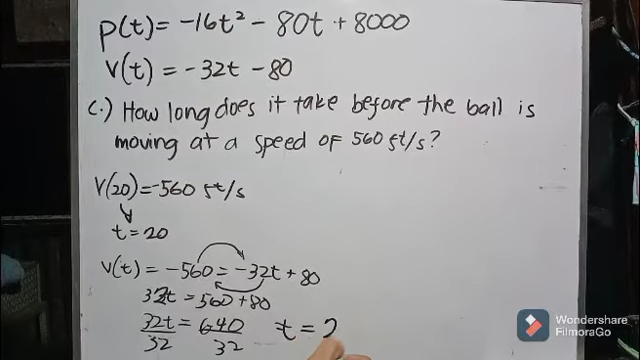 p(t) = -16t² - 80t + 8000
v(t) = -32t - 80
c.) How long does it take before the ball is
moving at a speed of 560 ft/s?
v(20) = -560 ft/s
t = 20
v(t) = -560 = -32t + 80
32t = 560 + 80
32t = 640 t = 2
32 32
Wondershare
FilmoraGo